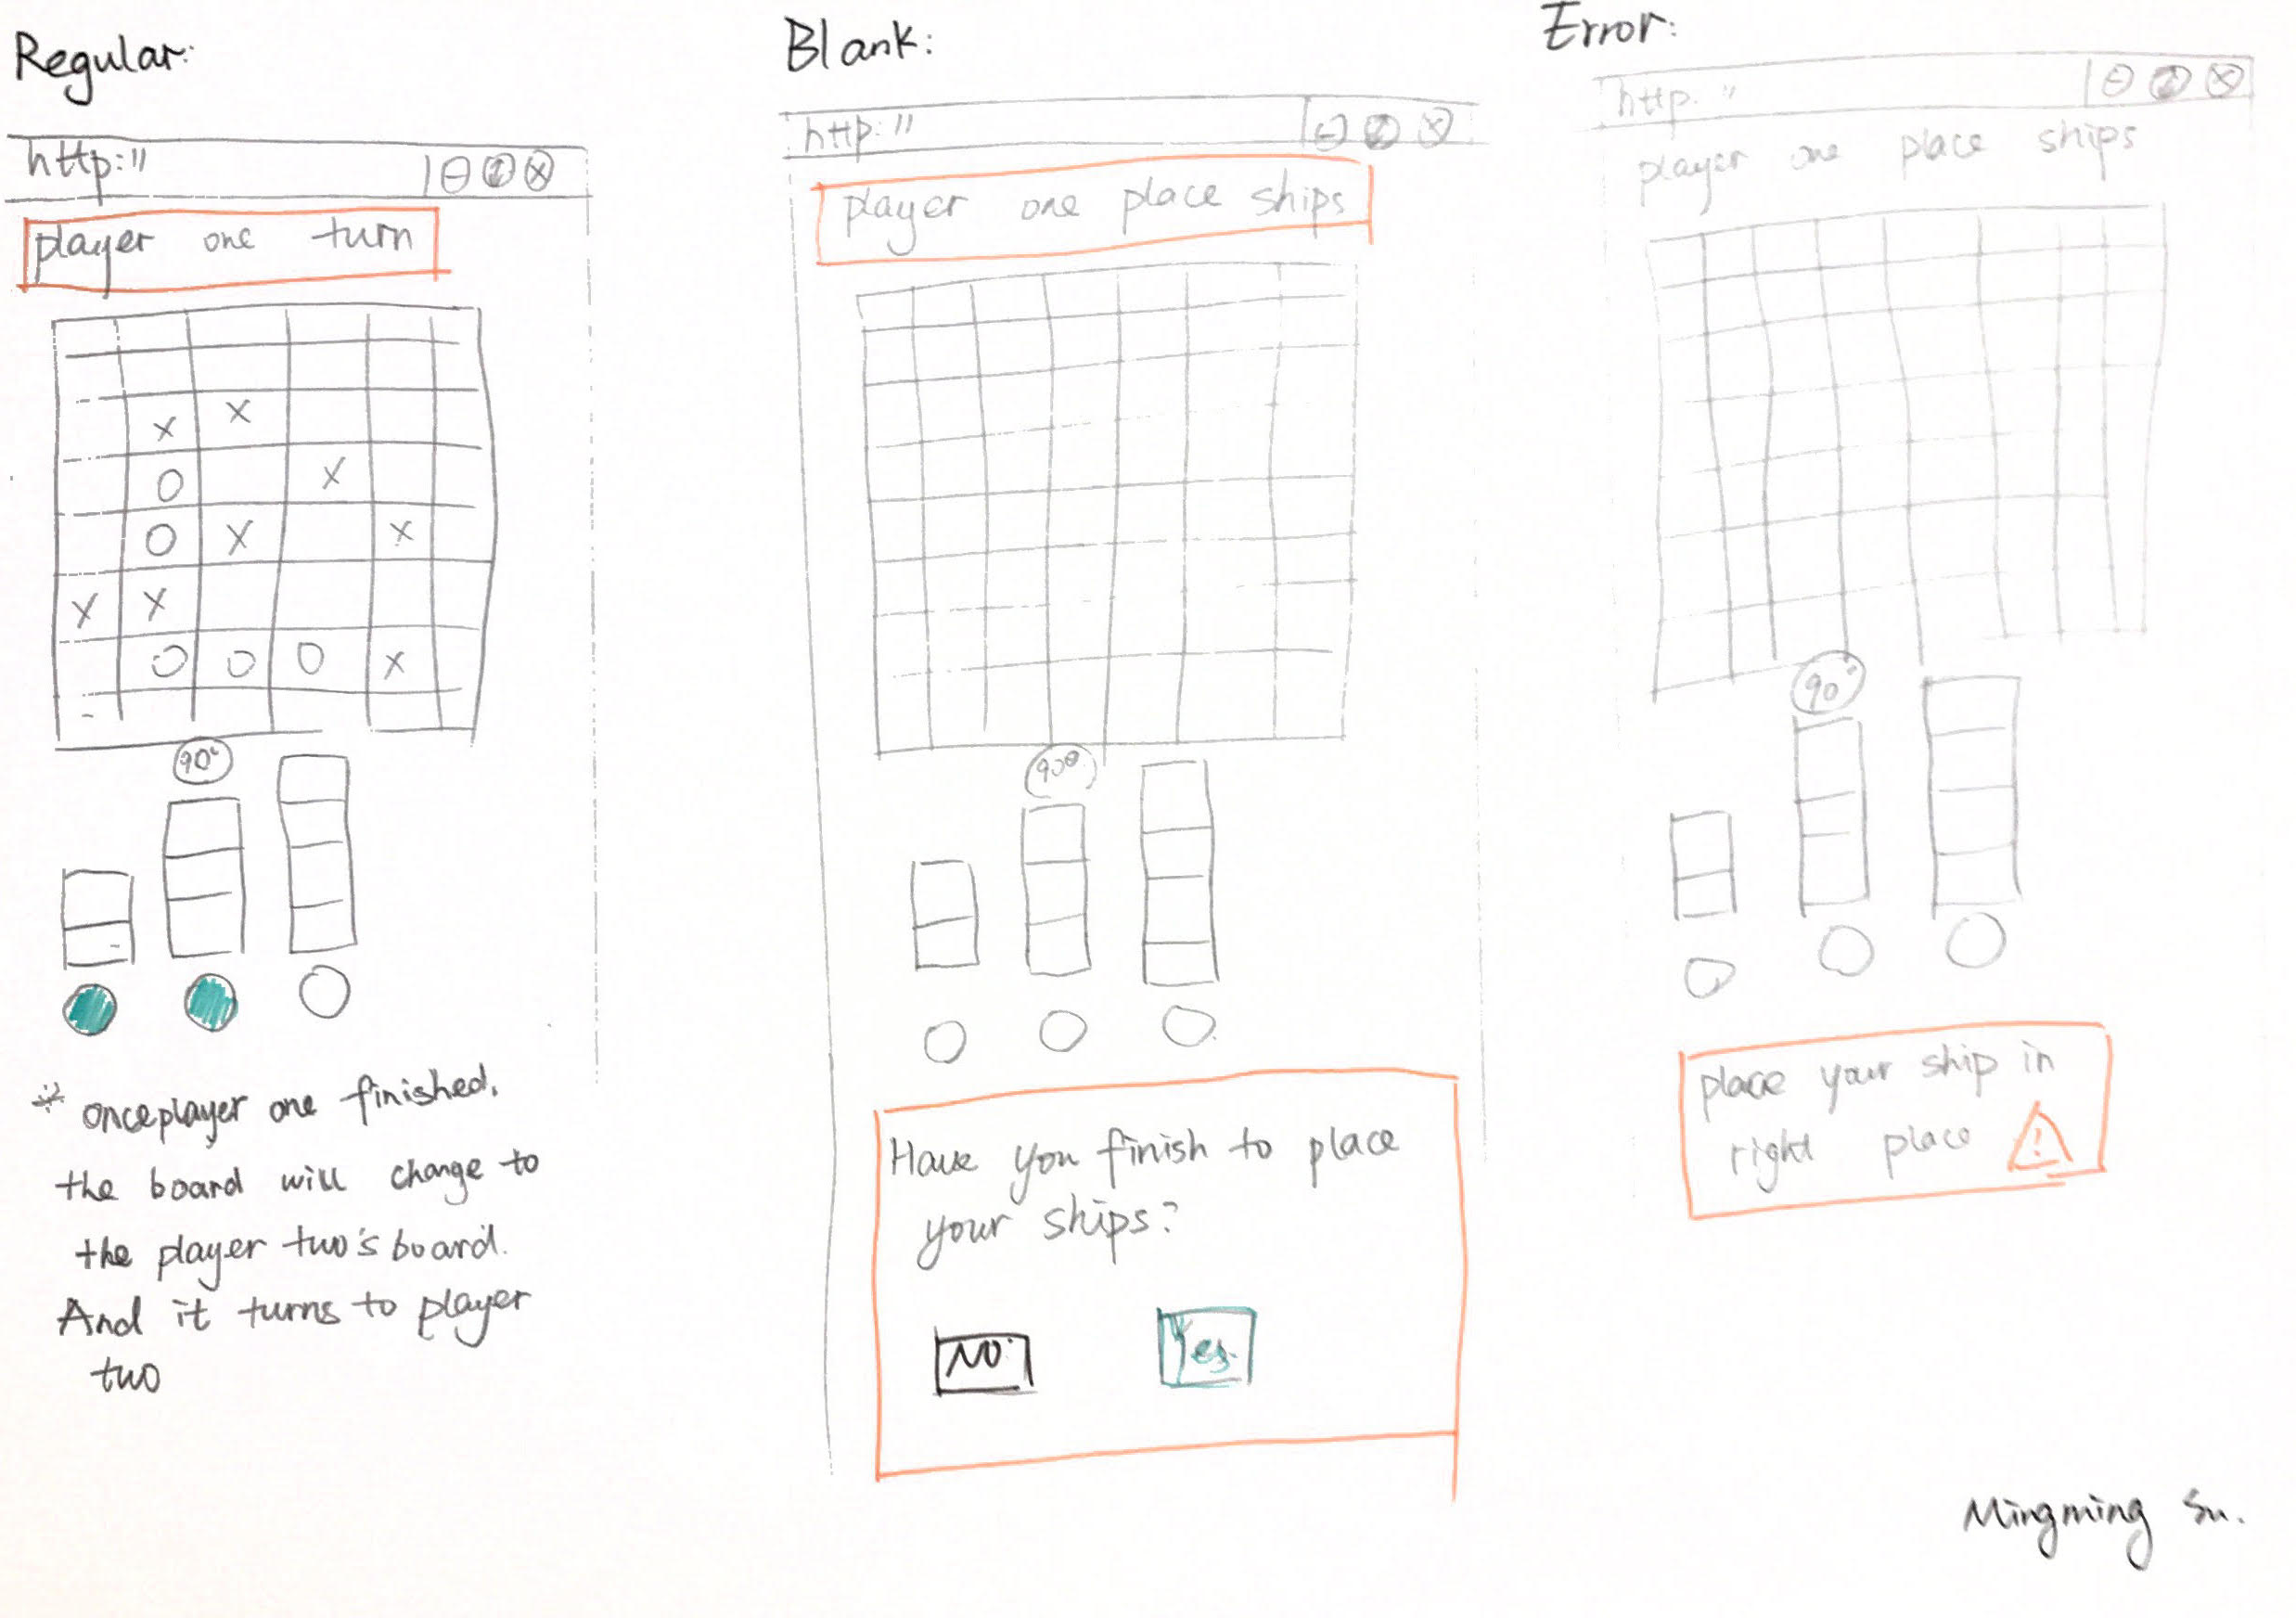 Regular:
http://
player one turn
X X
O X
O X X
X X
O O O X
90°
* once player one finished.
the board will change to
the player two's board.
And it turns to player
two
Blank:
http://
player one place ships
90°
Have you finish to place
your ships?
NO
Yes
Error:
http://
player one place ships
90°
place your ship in
right place !
Mingming Su.